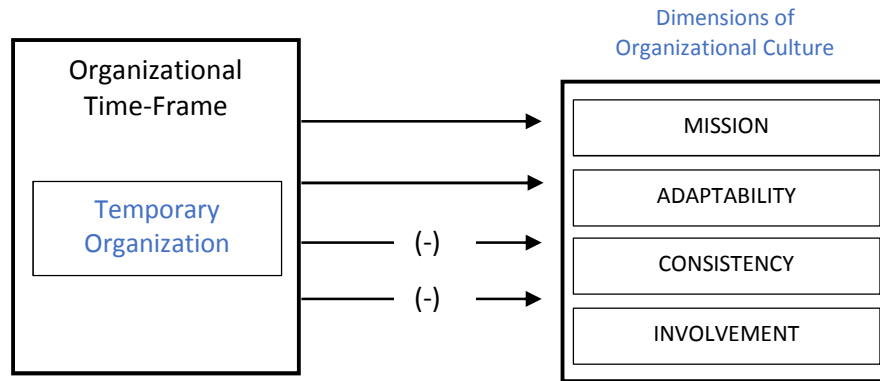 Dimensions of
Organizational Culture
Organizational
Time-Frame
Temporary
Organization
(-)
(-)
MISSION
ADAPTABILITY
CONSISTENCY
INVOLVEMENT